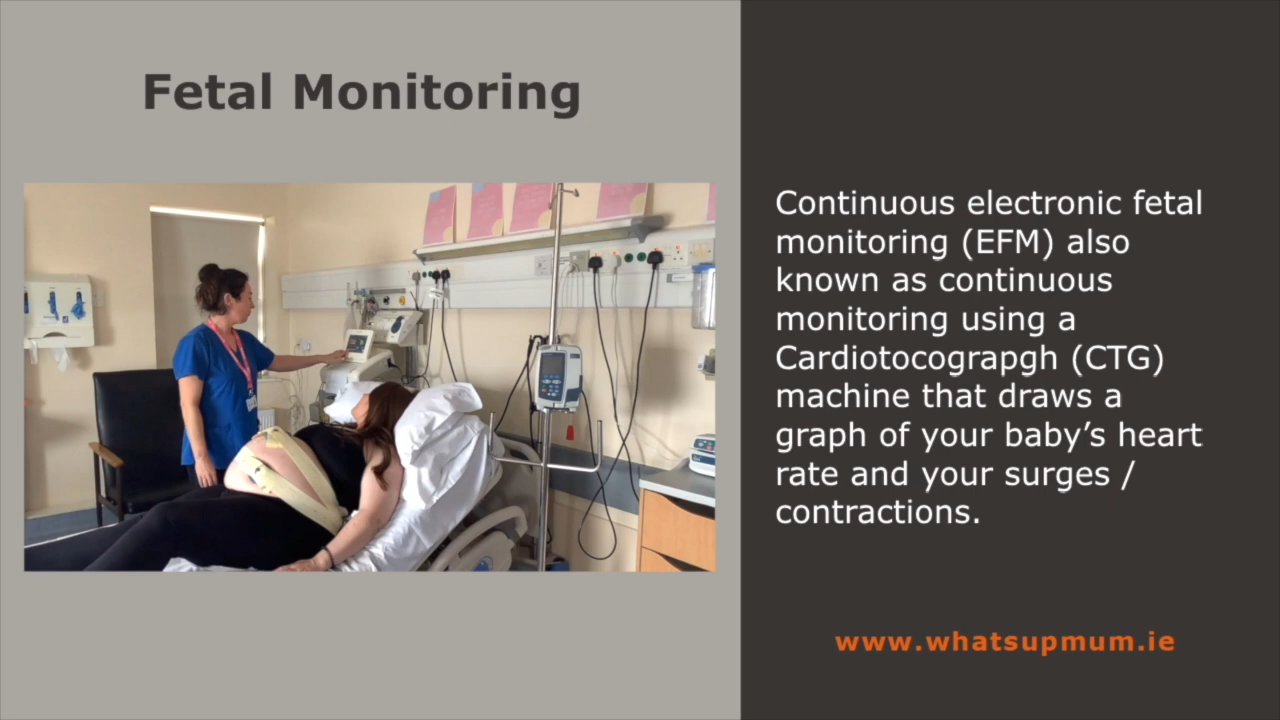 Fetal Monitoring
Continuous electronic fetal
monitoring (EFM) also
known as continuous
monitoring using a
Cardiotocograpgh (CTG)
machine that draws a
graph of your baby’s heart
rate and your surges /
contractions.
www.whatsupmum.ie